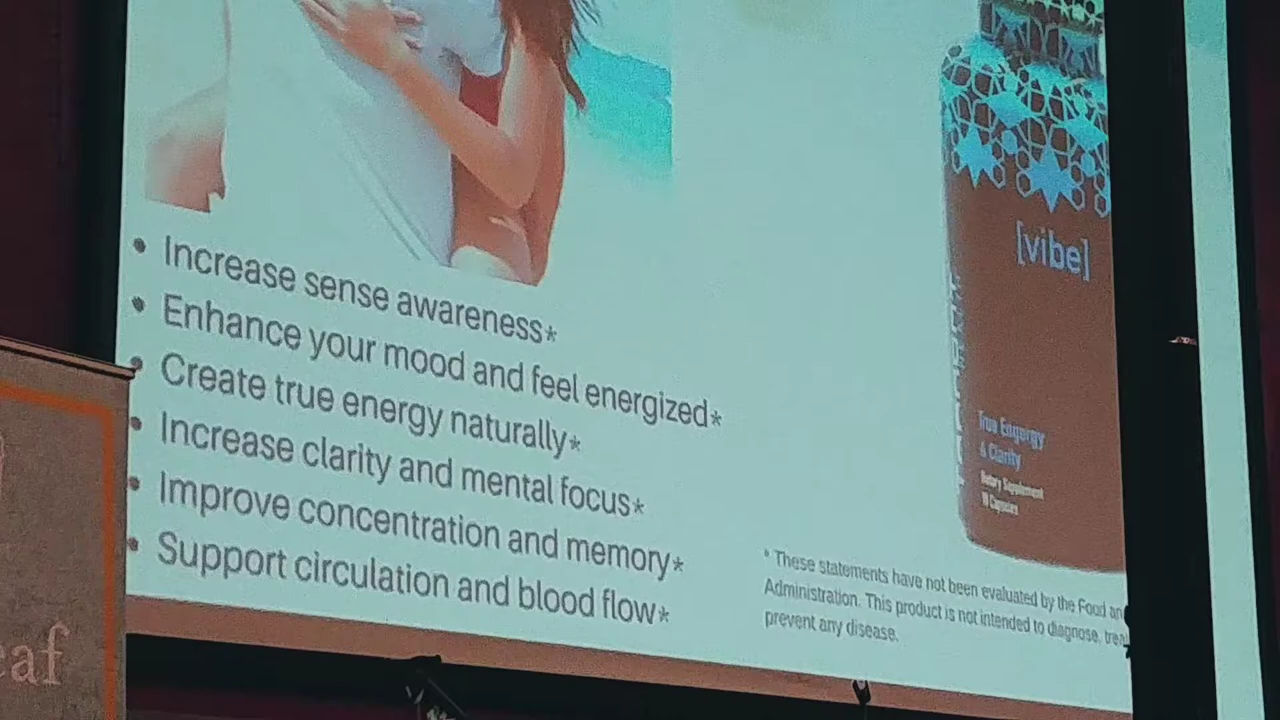 • Increase sense awareness*
• Enhance your mood and feel energized*
• Create true energy naturally*
• Increase clarity and mental focus*
• Improve concentration and memory*
• Support circulation and blood flow*
[vibe]
True Engergy
& Clarity
Dietary Supplement
Capsules
* These statements have not been evaluated by the Food an
Administration. This product is not intended to diagnose, trea
prevent any disease.
eaf